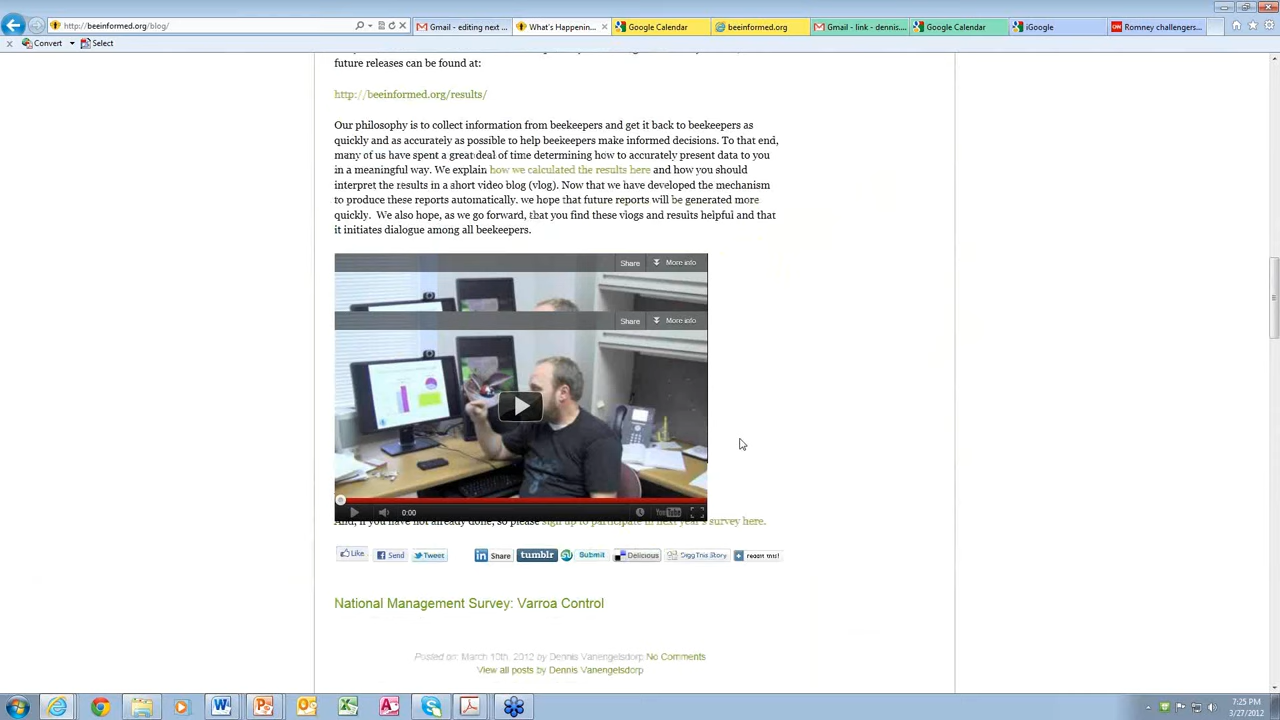 http://beeinformed.org/blog/
Gmail - editing next ...
What's Happenin...
Google Calendar
beeinformed.org
Gmail - link - dennis....
Google Calendar
iGoogle
Romney challengers...
Convert
Select
future releases can be found at:
http://beeinformed.org/results/
Our philosophy is to collect information from beekeepers and get it back to beekeepers as
quickly and as accurately as possible to help beekeepers make informed decisions. To that end,
many of us have spent a great deal of time determining how to accurately present data to you
in a meaningful way. We explain how we calculated the results here and how you should
interpret the results in a short video blog (vlog). Now that we have developed the mechanism
to produce these reports automatically. we hope that future reports will be generated more
quickly. We also hope, as we go forward, that you find these vlogs and results helpful and that
it initiates dialogue among all beekeepers.
Share
More info
Share
More info
0:00
YouTube
And, if you have not already done, so please sign up to participate in next year's survey here.
Like
Send
Tweet
Share
tumblr
Submit
Delicious
Digg This Story
reddit this!
National Management Survey: Varroa Control
Posted on: March 10th, 2012 by Dennis Vanengelsdorp No Comments
View all posts by Dennis Vanengelsdorp
7:25 PM
3/27/2012